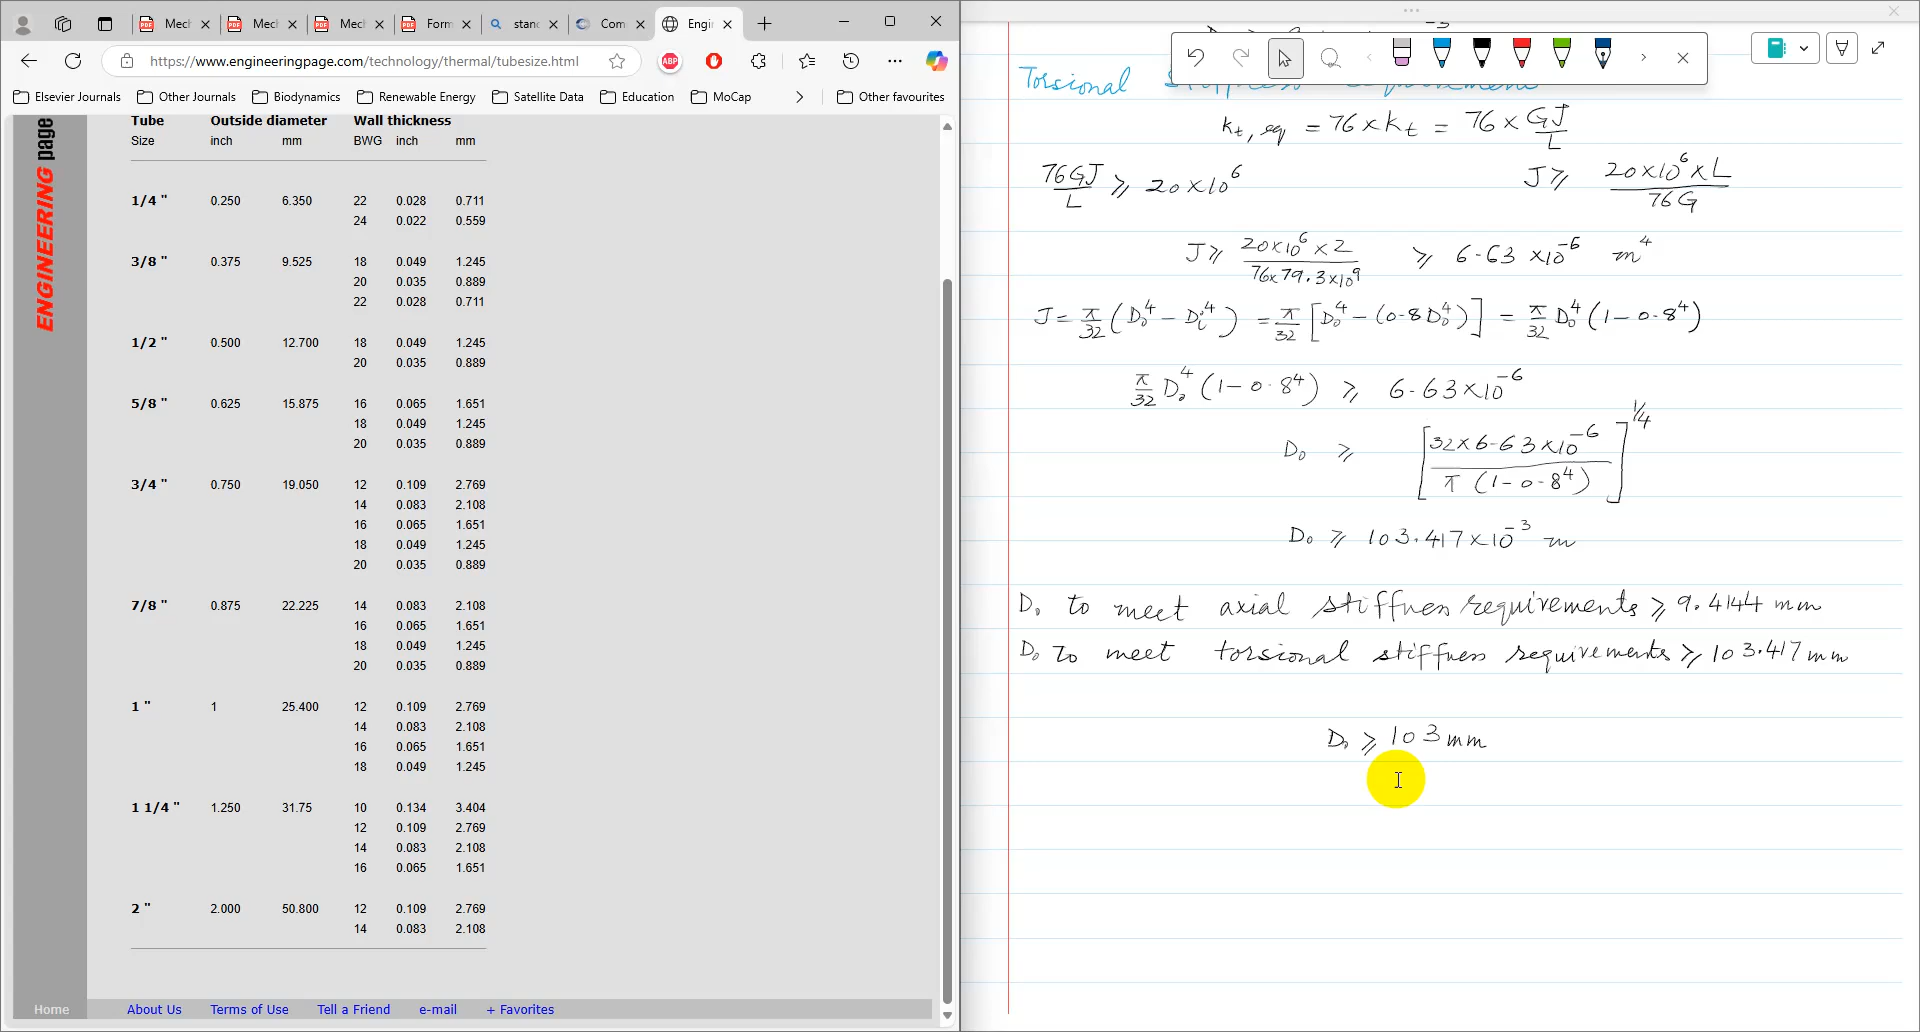 Mech
Mech
Mech
Form
stanc
Com
Engin
https://www.engineeringpage.com/technology/thermal/tubesize.html
ABP
Elsevier Journals
Other Journals
Biodynamics
Renewable Energy
Satellite Data
Education
MoCap
Other favourites
ENGINEERING page
Tube Outside diameter Wall thickness
Size inch mm BWG inch mm
1/4 " 0.250 6.350 22 0.028 0.711
24 0.022 0.559
3/8 " 0.375 9.525 18 0.049 1.245
20 0.035 0.889
22 0.028 0.711
1/2 " 0.500 12.700 18 0.049 1.245
20 0.035 0.889
5/8 " 0.625 15.875 16 0.065 1.651
18 0.049 1.245
20 0.035 0.889
3/4 " 0.750 19.050 12 0.109 2.769
14 0.083 2.108
16 0.065 1.651
18 0.049 1.245
20 0.035 0.889
7/8 " 0.875 22.225 14 0.083 2.108
16 0.065 1.651
18 0.049 1.245
20 0.035 0.889
1 " 1 25.400 12 0.109 2.769
14 0.083 2.108
16 0.065 1.651
18 0.049 1.245
1 1/4 " 1.250 31.75 10 0.134 3.404
12 0.109 2.769
14 0.083 2.108
16 0.065 1.651
2 " 2.000 50.800 12 0.109 2.769
14 0.083 2.108
Home About Us Terms of Use Tell a Friend e-mail + Favorites
Torsional
kt, eq = 76 × kt = 76 × GJ/L
76GJ/L ⩾ 20×10^6 J⩾ 20×10^6×L / 76G
J⩾ 20×10^6×2 / 76×79.3×10^9 ⩾ 6.63 ×10^-6 m^4
J = π/32 (Do^4 - Di^4) = π/32 [Do^4 - (0.8Do^4)] = π/32 Do^4 (1-0.8^4)
π/32 Do^4 (1-0.8^4) ⩾ 6.63×10^-6
Do ⩾ [32×6.63×10^-6 / π (1-0.8^4)]^1/4
Do ⩾ 103.417×10^-3 m
Do to meet axial stiffness requirements ⩾ 9.4144 mm
Do to meet torsional stiffness requirements ⩾ 103.417 mm
Do ⩾ 103 mm